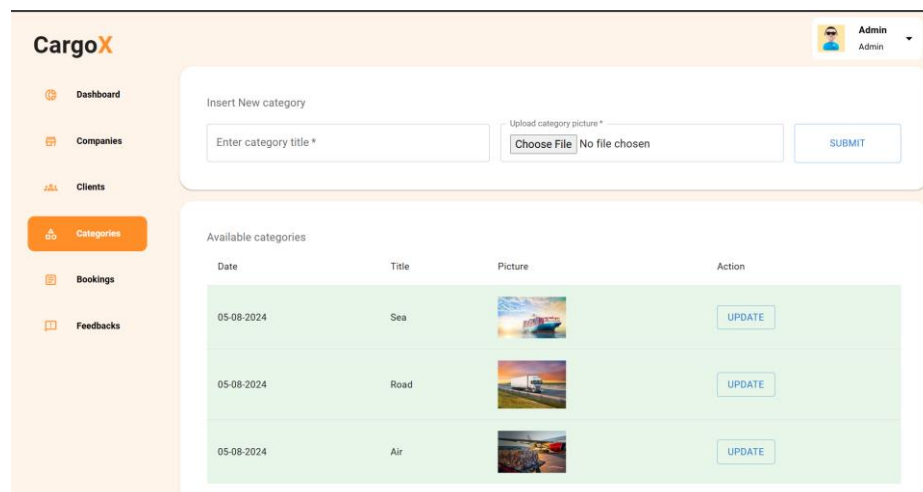 CargoX
Admin
Admin
Dashboard
Companies
Clients
Categories
Bookings
Feedbacks
Insert New category
Enter category title *
Upload category picture *
Choose File No file chosen
SUBMIT
Available categories
Date Title Picture Action
05-08-2024 Sea UPDATE
05-08-2024 Road UPDATE
05-08-2024 Air UPDATE